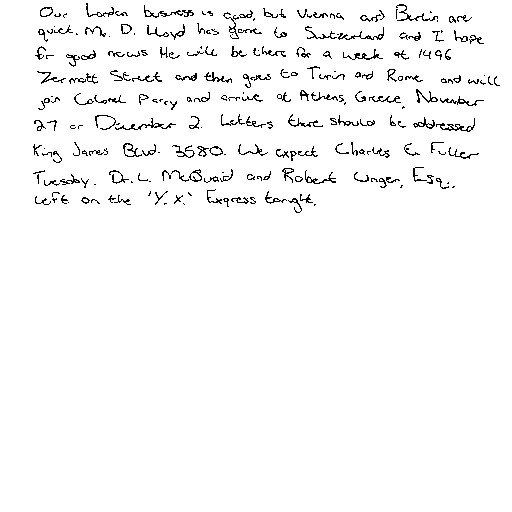 Our London business is good, but Vienna and Berlin are
quiet. Mr. D. Lloyd has gone to Switzerland and I hope
for good news. He will be there for a week at 1496
Zermott Street and then goes to Turin and Rome and will
join Colonel Parry and arrive at Athens, Greece, November
27 or December 2. Letters there should be addressed
King James Blvd. 3580. We expect Charles E. Fuller
Tuesday. Dr. L. McQuaid and Robert Unger, Esq.,
left on the 'Y.X.' Express tonight.